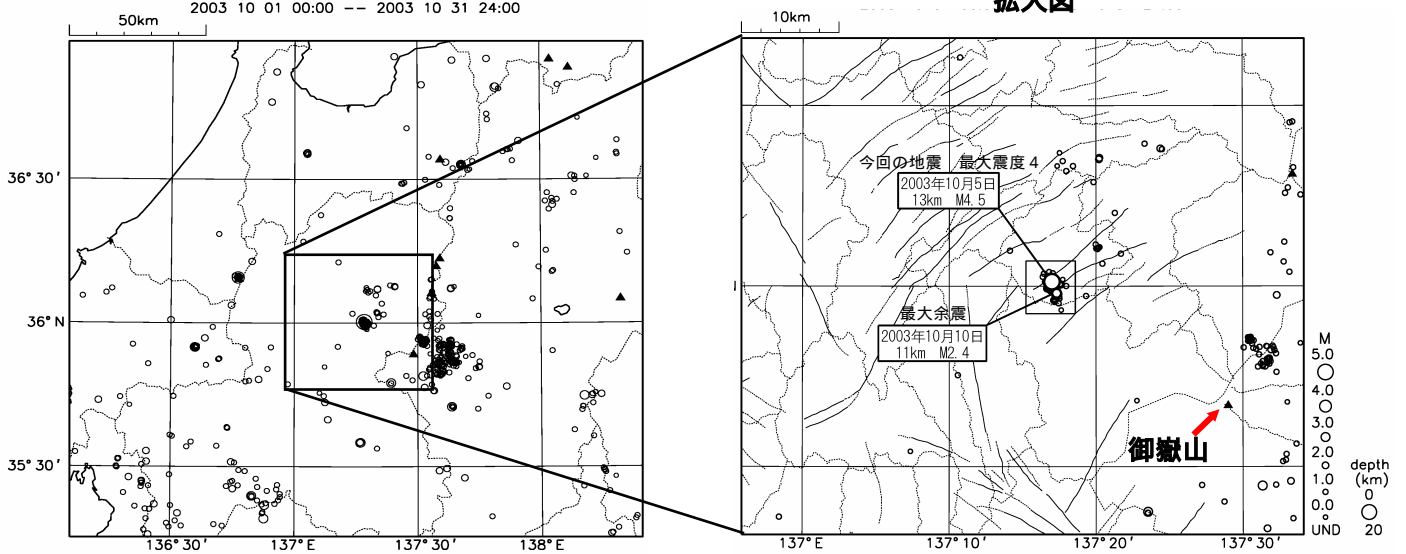 2003 10 01 00:00 -- 2003 10 31 24:00
50km
36° 30′
36° N
35° 30′
136° 30′
137° E
137° 30′
138° E
拡大図
10km
今回の地震 最大震度4
2003年10月5日
13km M4.5
最大余震
2003年10月10日
11km M2.4
御嶽山
137° E
137° 10′
137° 20′
137° 30′
M
5.0
4.0
3.0
2.0
1.0
0.0
UND
depth
(km)
0
20